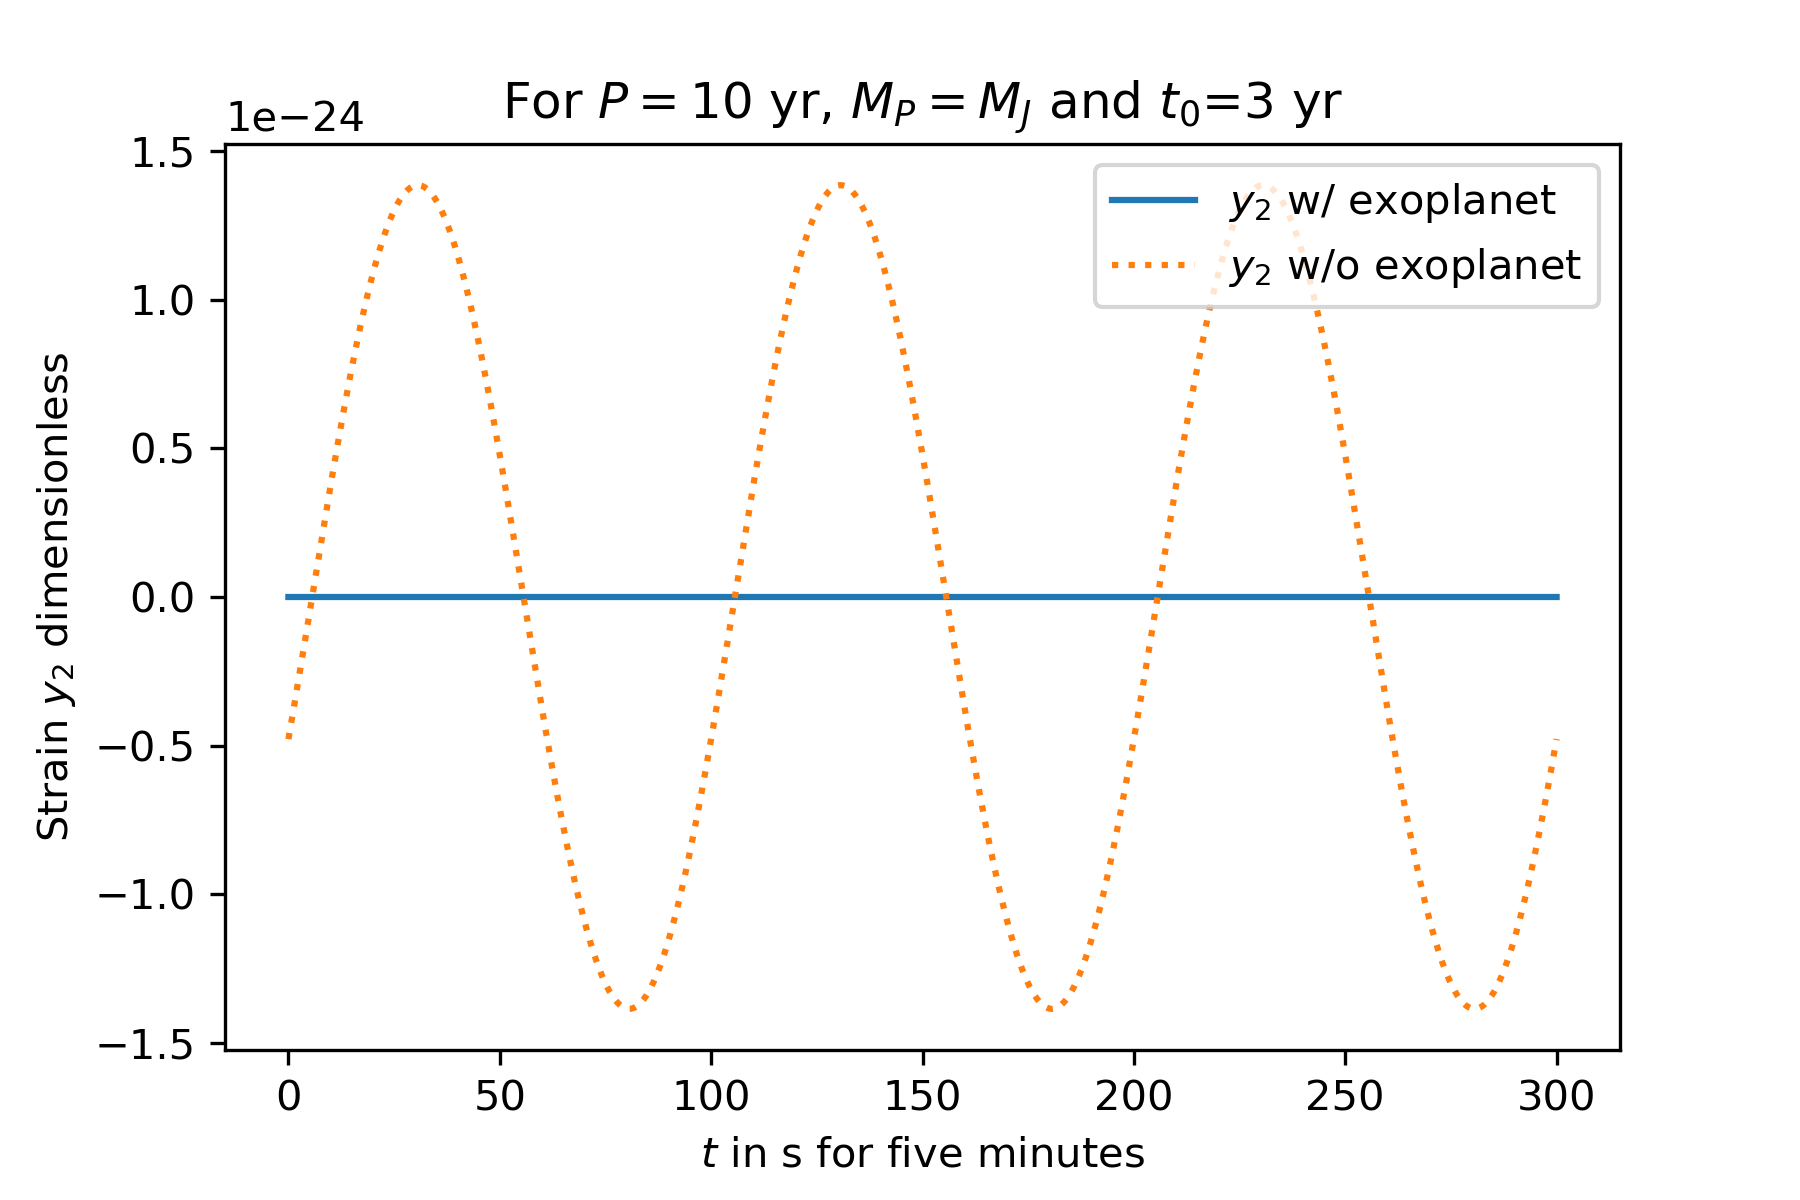 For P = 10 yr, M_P = M_J and t_0=3 yr
1e−24
1.5
1.0
0.5
0.0
−0.5
−1.0
−1.5
Strain y_2 dimensionless
y_2 w/ exoplanet
y_2 w/o exoplanet
0 50 100 150 200 250 300
t in s for five minutes